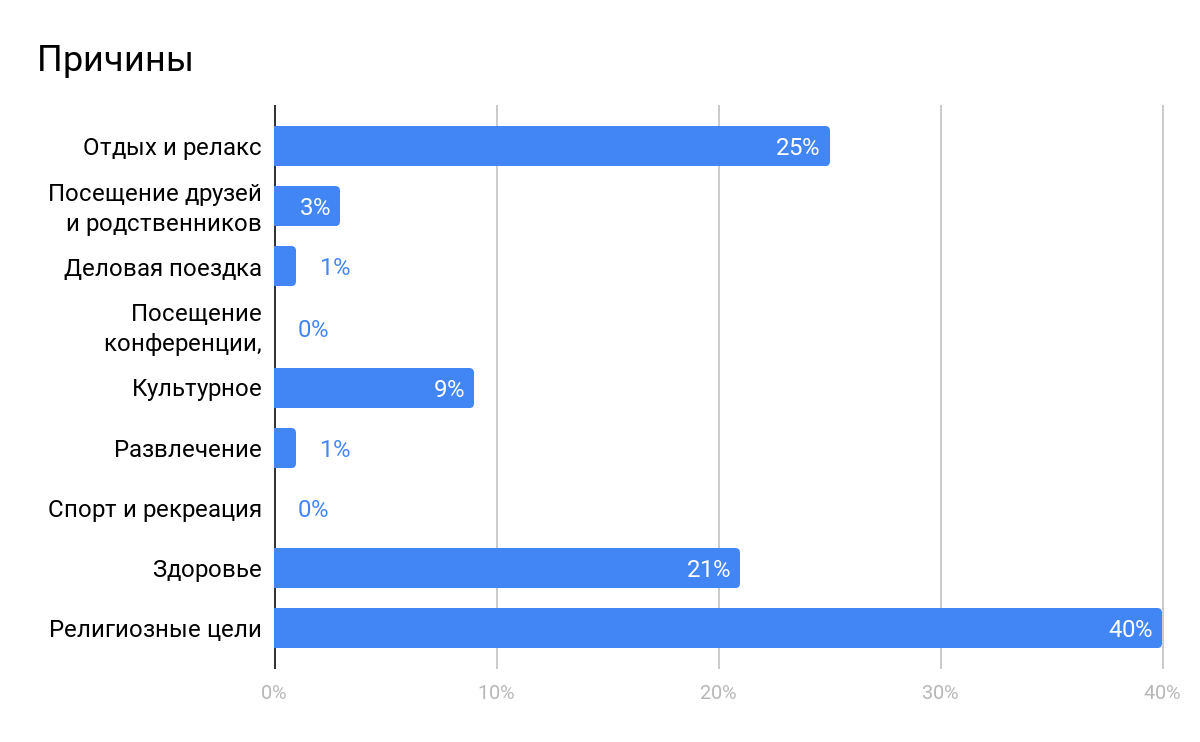 Причины
Отдых и релакс
25%
Посещение друзей
и родственников
3%
Деловая поездка
1%
Посещение
конференции,
0%
Культурное
9%
Развлечение
1%
Спорт и рекреация
0%
Здоровье
21%
Религиозные цели
40%
0%
10%
20%
30%
40%